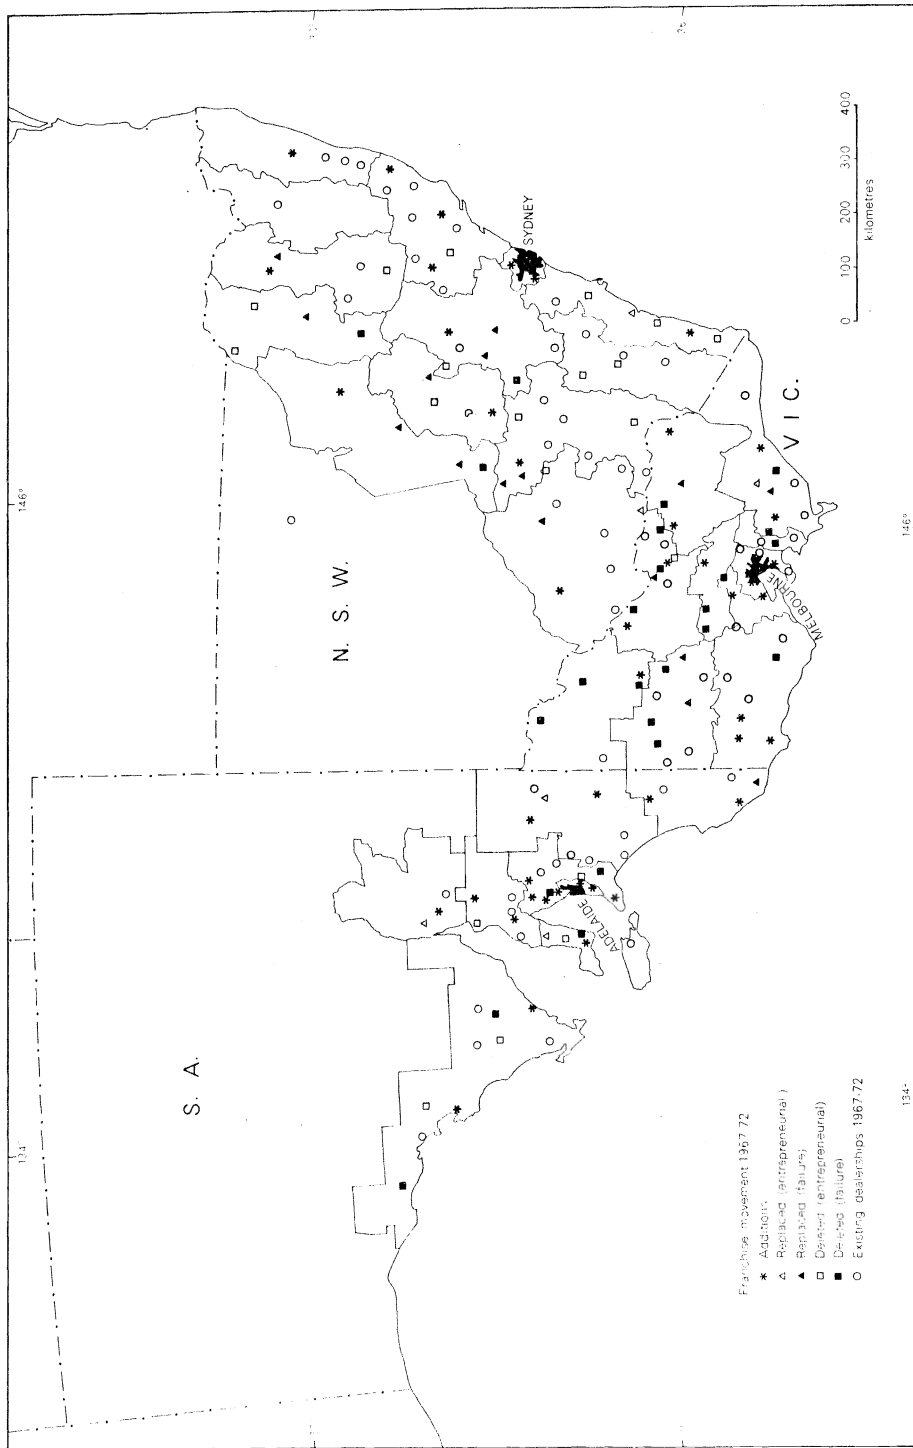 N. S. W.
S. A.
VIC.
SYDNEY
MELBOURNE
ADELAIDE
146°
146°
134°
134°
0 100 200 300 400
kilometres
Franchise movement 1967-72
Additions
Replaced (entrepreneurial)
Replaced (failure)
Deleted (entrepreneurial)
Deleted (failure)
Existing dealerships 1967-72